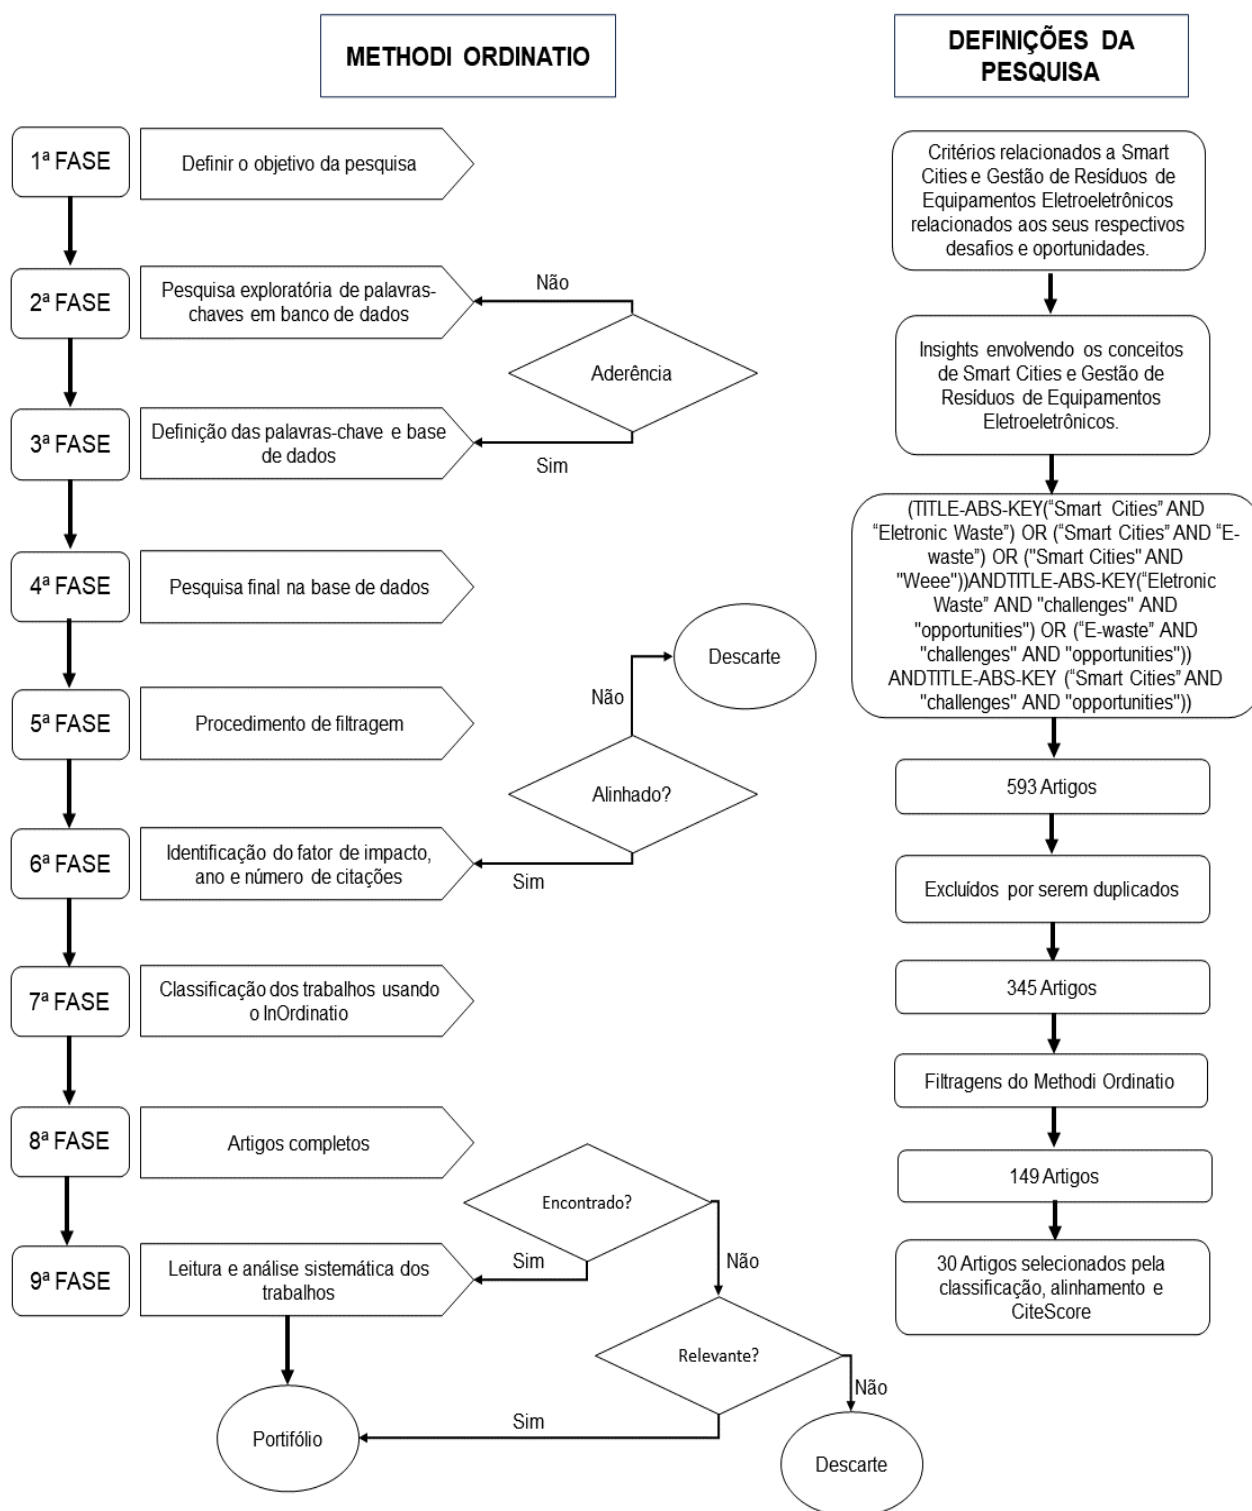 METHODI ORDINATIO
1ª FASE
Definir o objetivo da pesquisa
2ª FASE
Pesquisa exploratória de palavras-
chaves em banco de dados
Não
Aderência
3ª FASE
Definição das palavras-chave e base
de dados
Sim
4ª FASE
Pesquisa final na base de dados
Descarte
Não
5ª FASE
Procedimento de filtragem
Alinhado?
6ª FASE
Identificação do fator de impacto,
ano e número de citações
Sim
7ª FASE
Classificação dos trabalhos usando
o InOrdinatio
8ª FASE
Artigos completos
Encontrado?
9ª FASE
Leitura e análise sistemática dos
trabalhos
Sim
Não
Relevante?
Não
Sim
Portifólio
Descarte
DEFINIÇÕES DA
PESQUISA
Critérios relacionados a Smart
Cities e Gestão de Resíduos de
Equipamentos Eletroeletrônicos
relacionados aos seus respectivos
desafios e oportunidades.
Insights envolvendo os conceitos
de Smart Cities e Gestão de
Resíduos de Equipamentos
Eletroeletrônicos.
(TITLE-ABS-KEY(“Smart Cities” AND
“Eletronic Waste”) OR (“Smart Cities” AND “E-
waste”) OR ("Smart Cities" AND
"Weee"))ANDTITLE-ABS-KEY(“Eletronic
Waste” AND "challenges" AND
"opportunities") OR (“E-waste” AND
"challenges" AND "opportunities"))
ANDTITLE-ABS-KEY (“Smart Cities” AND
"challenges" AND "opportunities"))
593 Artigos
Excluídos por serem duplicados
345 Artigos
Filtragens do Methodi Ordinatio
149 Artigos
30 Artigos selecionados pela
classificação, alinhamento e
CiteScore